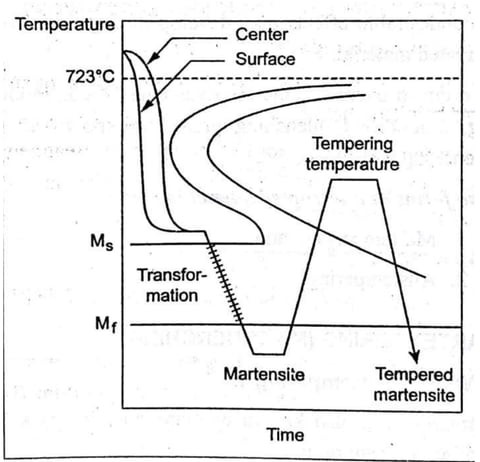 Temperature
Center
Surface
723°C
Tempering
temperature
Ms
Transfor-
mation
Mf
Martensite
Tempered
martensite
Time